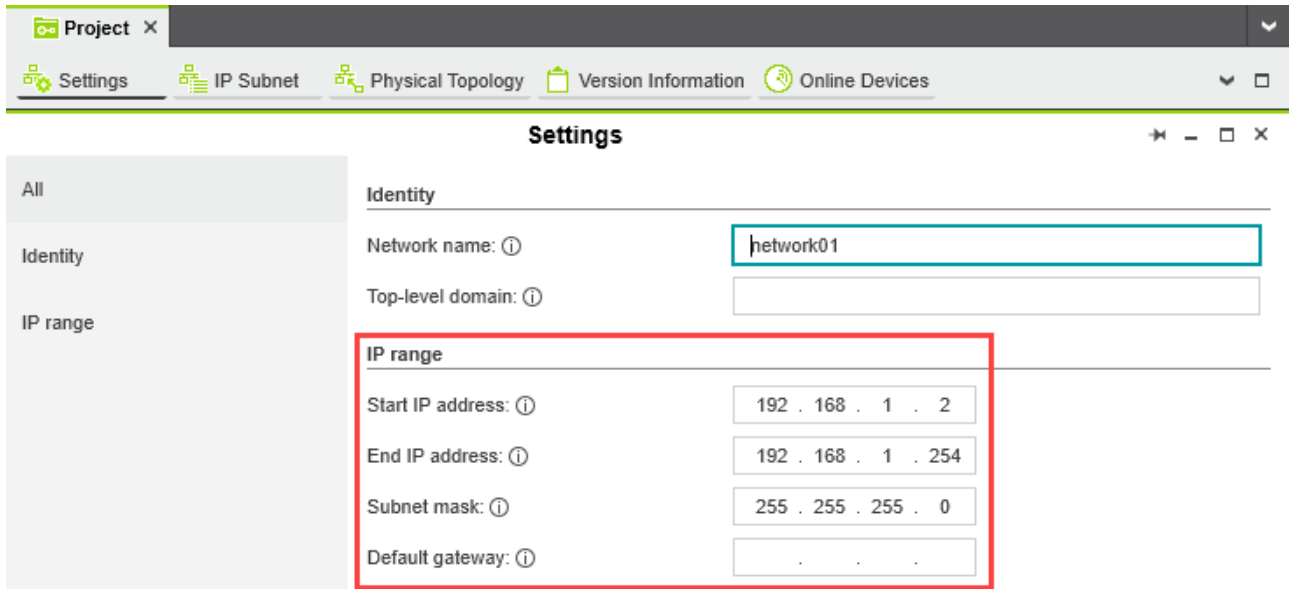 Project
Settings IP Subnet Physical Topology Version Information Online Devices
Settings
All
Identity
IP range
Identity
Network name:
network01
Top-level domain:
IP range
Start IP address:
192 . 168 . 1 . 2
End IP address:
192 . 168 . 1 . 254
Subnet mask:
255 . 255 . 255 . 0
Default gateway:
. . .